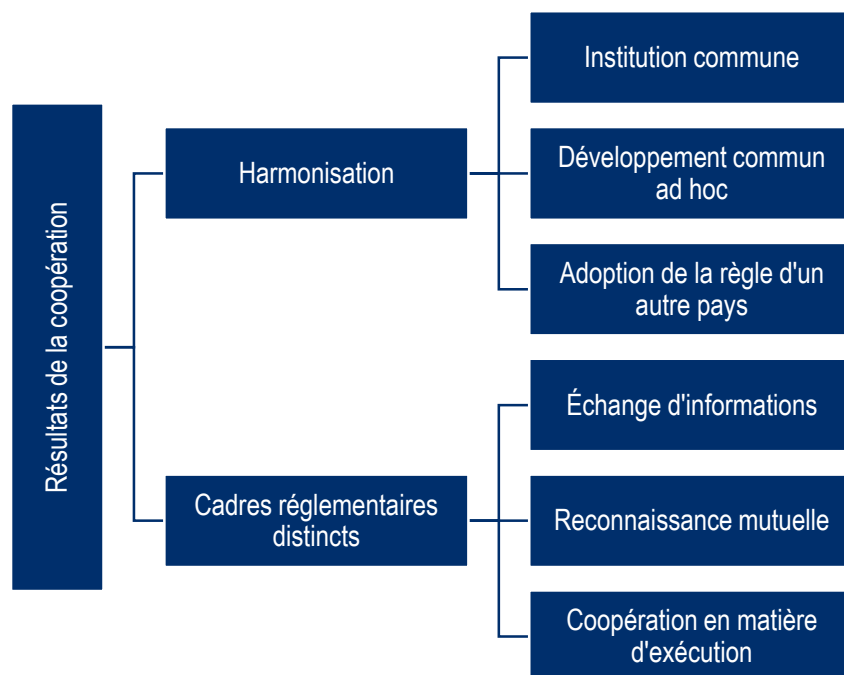 Résultats de la coopération
Harmonisation
Institution commune
Développement commun
ad hoc
Adoption de la règle d'un
autre pays
Cadres réglementaires
distincts
Échange d'informations
Reconnaissance mutuelle
Coopération en matière
d'exécution